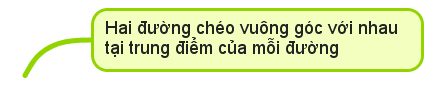 Hai đường chéo vuông góc với nhau
tại trung điểm của mỗi đường